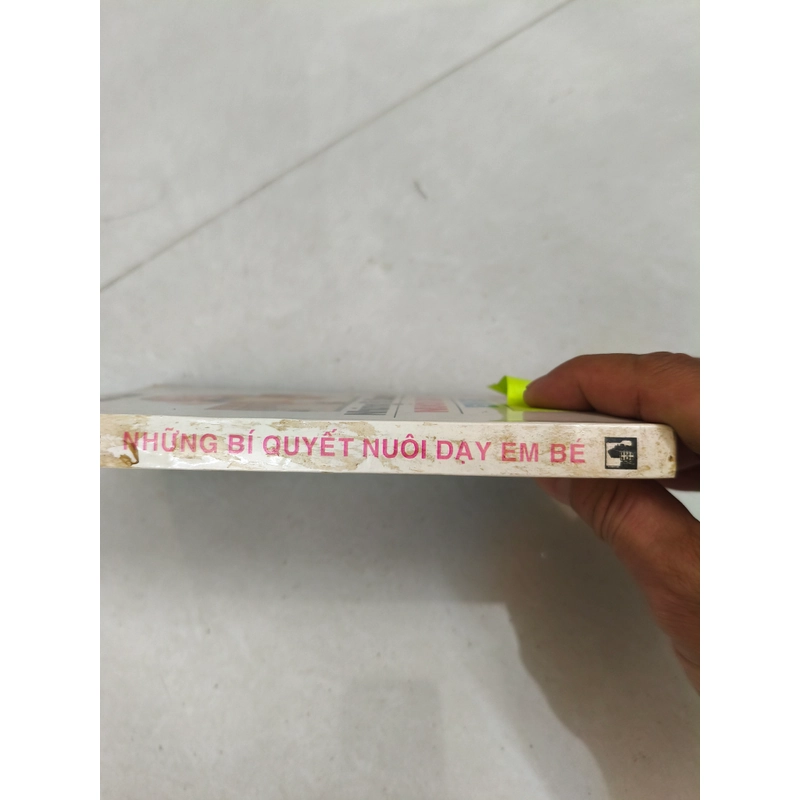 NHỮNG BÍ QUYẾT NUÔI DẠY EM BÉ